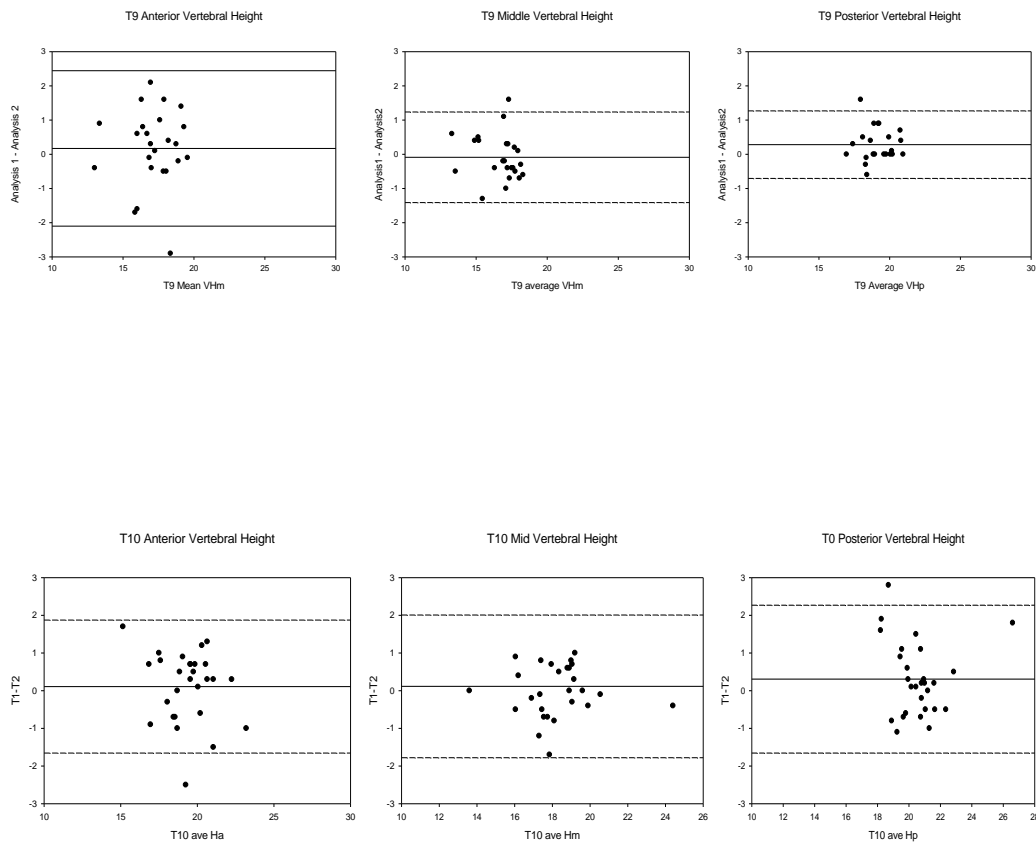 T9 Anterior Vertebral Height
3
2
1
0
-1
-2
-3
Analysis 1 - Analysis 2
10 15 20 25 30
T9 Mean VHm
T9 Middle Vertebral Height
3
2
1
0
-1
-2
-3
Analysis1 - Analysis2
10 15 20 25 30
T9 average VHm
T9 Posterior Vertebral Height
3
2
1
0
-1
-2
-3
Analysis1 - Analysis2
10 15 20 25 30
T9 Average VHp
T10 Anterior Vertebral Height
3
2
1
0
-1
-2
-3
T1-T2
10 15 20 25 30
T10 ave Ha
T10 Mid Vertebral Height
3
2
1
0
-1
-2
-3
T1-T2
10 12 14 16 18 20 22 24 26
T10 ave Hm
T0 Posterior Vertebral Height
3
2
1
0
-1
-2
-3
T1-T2
10 12 14 16 18 20 22 24 26 28
T10 ave Hp